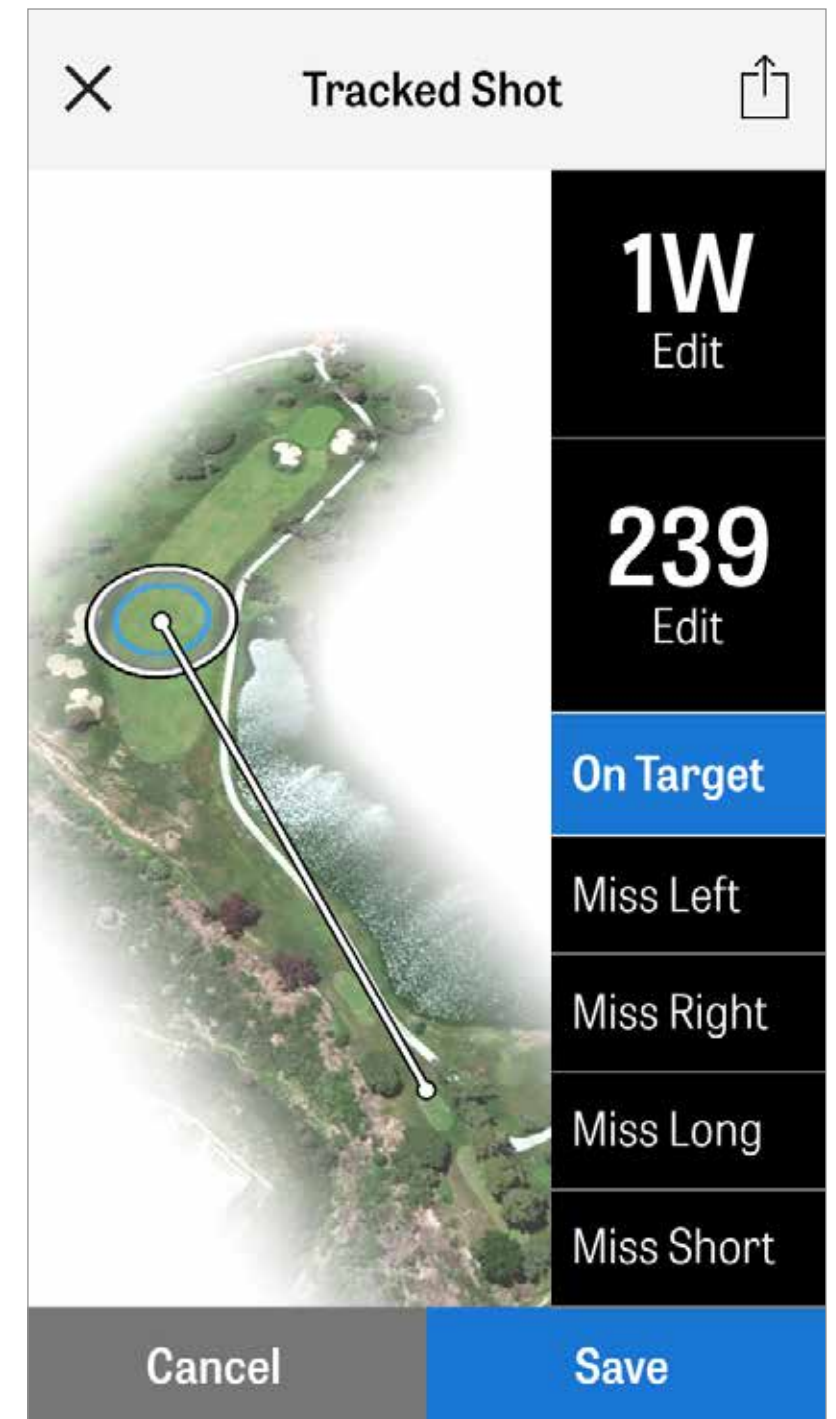 Tracked Shot
1W
Edit
239
Edit
On Target
Miss Left
Miss Right
Miss Long
Miss Short
Cancel
Save